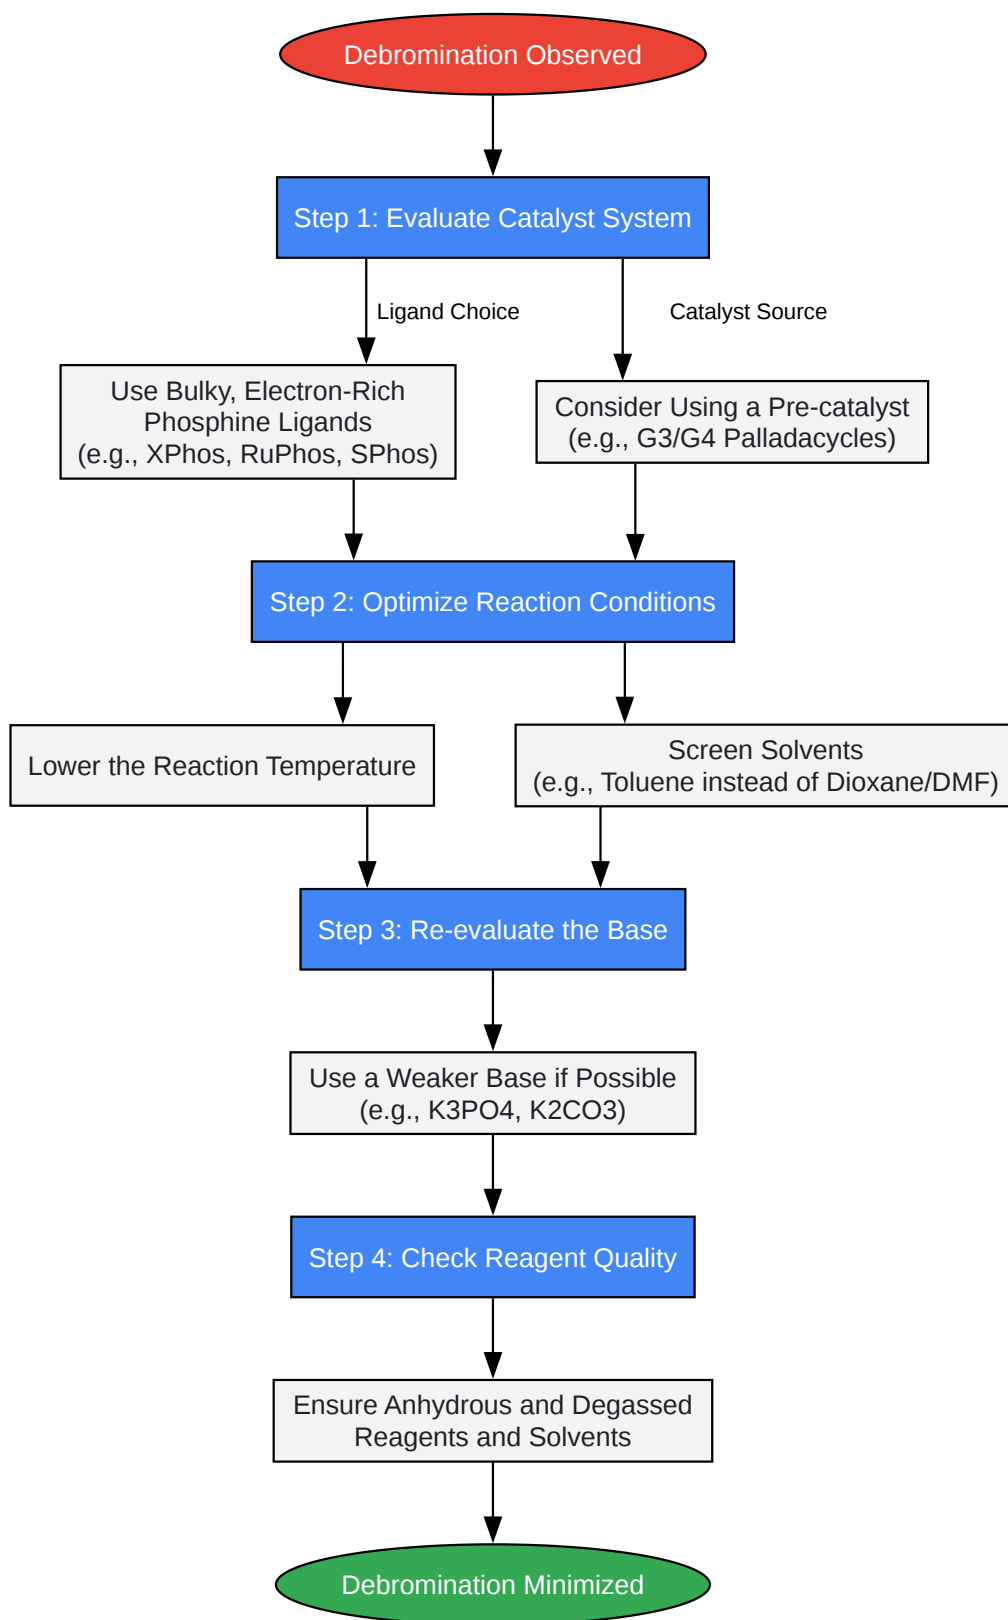 Debromination Observed
Step 1: Evaluate Catalyst System
Ligand Choice
Catalyst Source
Use Bulky, Electron-Rich
Phosphine Ligands
(e.g., XPhos, RuPhos, SPhos)
Consider Using a Pre-catalyst
(e.g., G3/G4 Palladacycles)
Step 2: Optimize Reaction Conditions
Lower the Reaction Temperature
Screen Solvents
(e.g., Toluene instead of Dioxane/DMF)
Step 3: Re-evaluate the Base
Use a Weaker Base if Possible
(e.g., K3PO4, K2CO3)
Step 4: Check Reagent Quality
Ensure Anhydrous and Degassed
Reagents and Solvents
Debromination Minimized